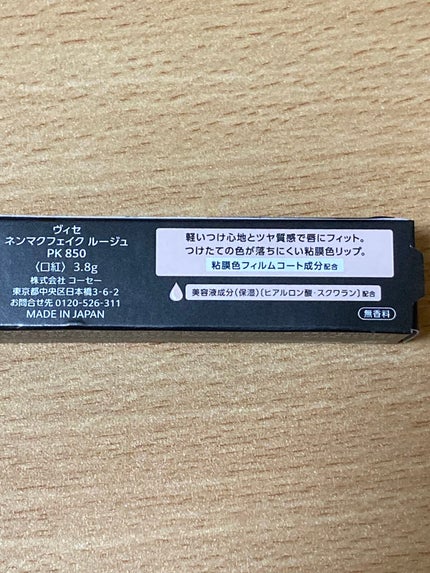 ヴィセ
ネンマクフェイク ルージュ
PK 850
〈口紅〉 3.8g
株式会社 コーセー
東京都中央区日本橋3-6-2
お問合せ先 0120-526-311
MADE IN JAPAN
軽いつけ心地とツヤ質感で唇にフィット。
つけたての色が落ちにくい粘膜色リップ。
粘膜色フィルムコート成分配合
美容液成分(保湿)〔ヒアルロン酸・スクワラン〕配合
無香料